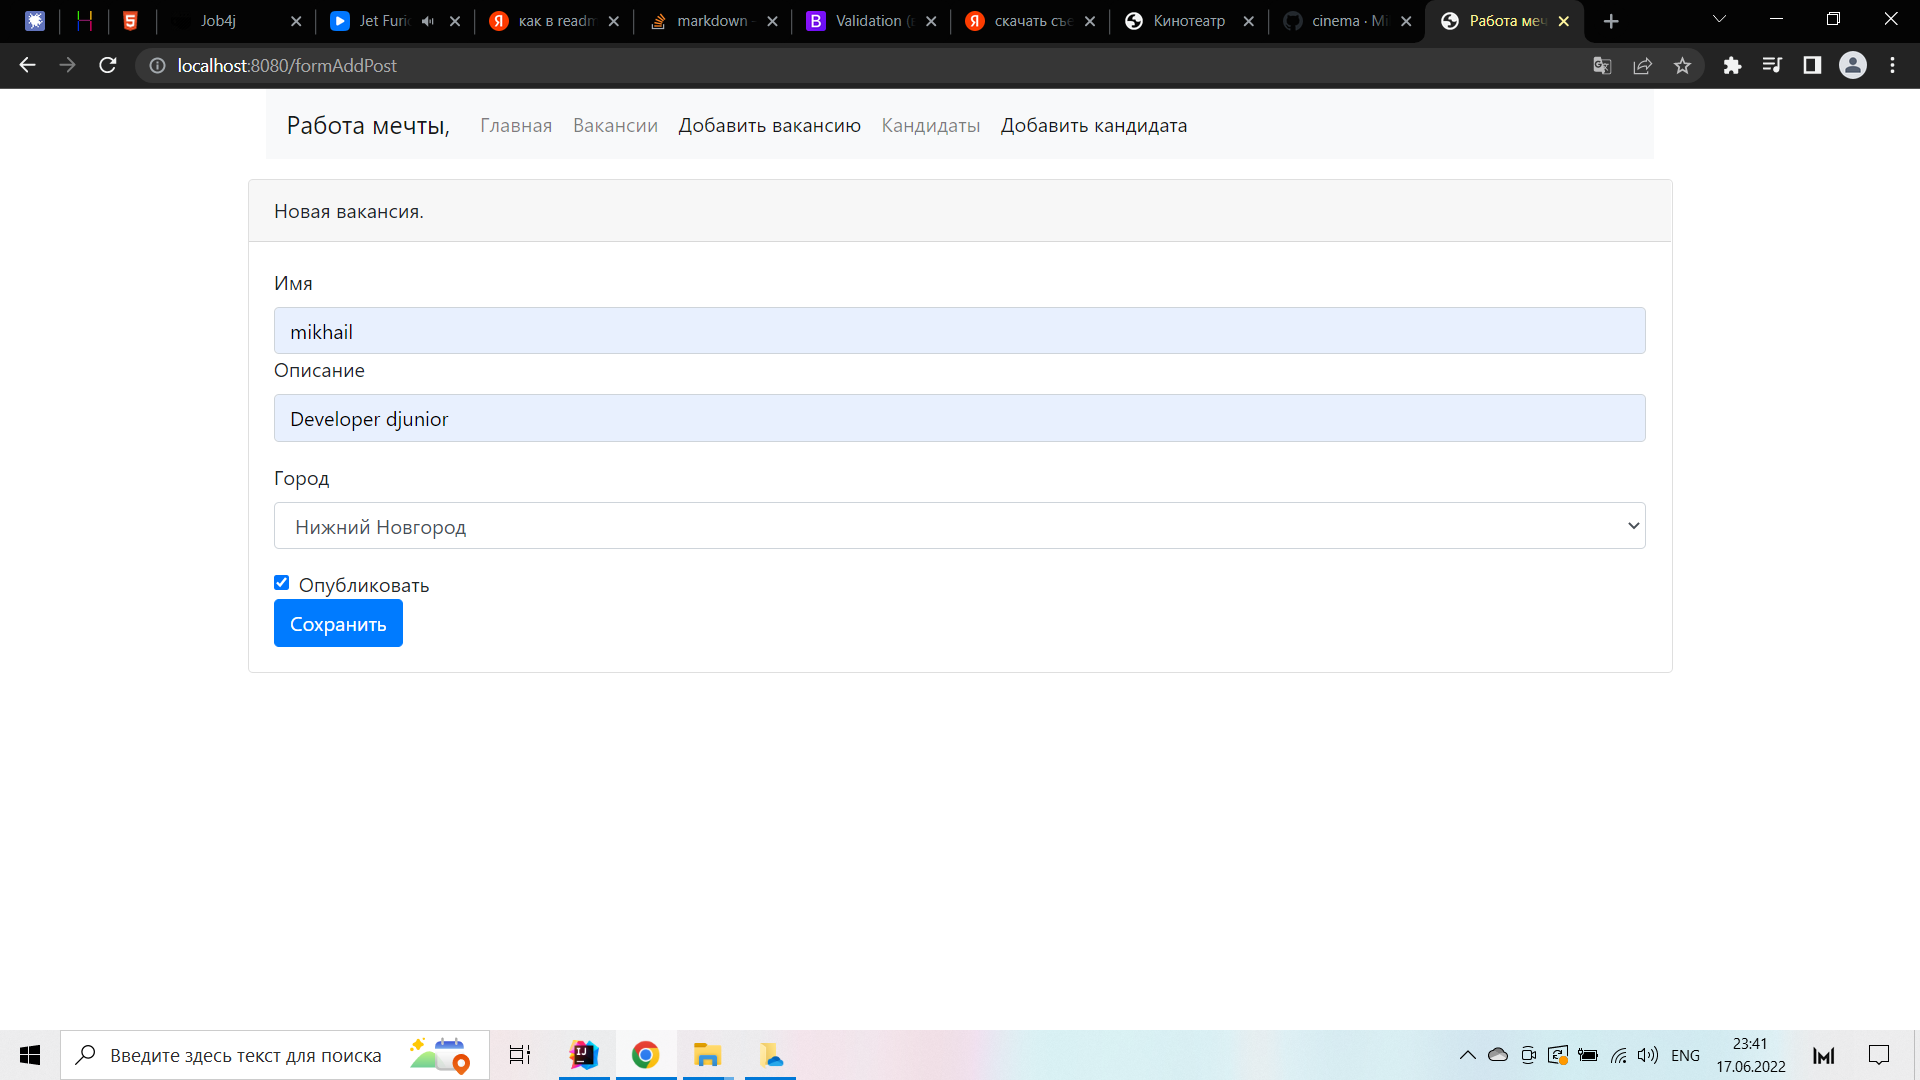 Job4j
Jet Furi
как в readm
markdown -
Validation (в
скачать съе
Кинотеатр
cinema · Mi
Работа меч
localhost:8080/formAddPost
Работа мечты, Главная Вакансии Добавить вакансию Кандидаты Добавить кандидата
Новая вакансия.
Имя
mikhail
Описание
Developer djunior
Город
Нижний Новгород
Опубликовать
Сохранить
Введите здесь текст для поиска
ENG
23:41
17.06.2022